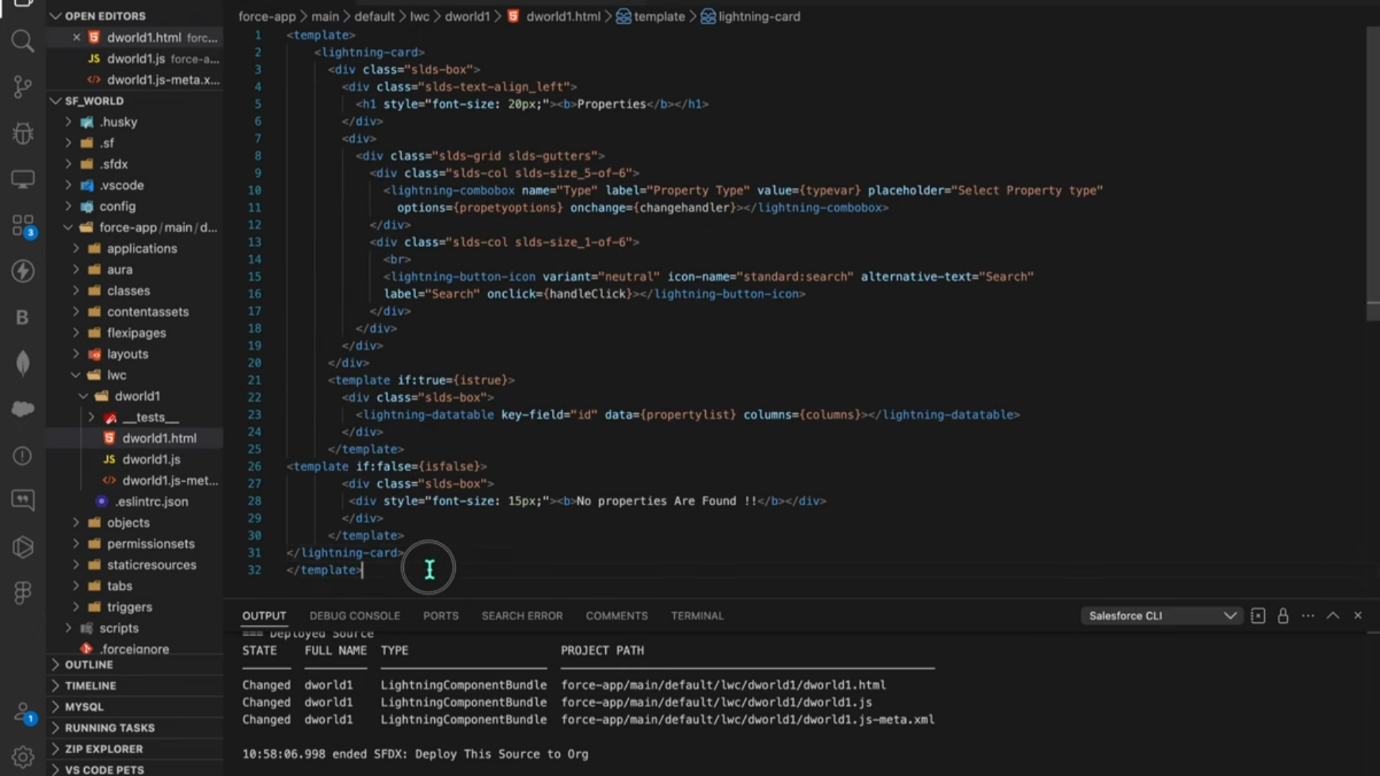 OPEN EDITORS
dworld1.html forc...
JS dworld1.js force-a...
dworld1.js-meta.x...
SF_WORLD
.husky
.sf
.sfdx
.vscode
config
force-app/main/d...
applications
aura
classes
contentassets
flexipages
layouts
lwc
dworld1
__tests__
dworld1.html
JS dworld1.js
dworld1.js-met...
.eslintrc.json
objects
permissionsets
staticresources
tabs
triggers
scripts
.forceignore
OUTLINE
TIMELINE
MYSQL
RUNNING TASKS
ZIP EXPLORER
VS CODE PETS
3
B
1
force-app > main > default > lwc > dworld1 > dworld1.html > template > lightning-card
1 <template>
2 <lightning-card>
3 <div class="slds-box">
4 <div class="slds-text-align_left">
5 <h1 style="font-size: 20px;"><b>Properties</b></h1>
6 </div>
7 <div>
8 <div class="slds-grid slds-gutters">
9 <div class="slds-col slds-size_5-of-6">
10 <lightning-combobox name="Type" label="Property Type" value={typevar} placeholder="Select Property type"
11 options={propetyoptions} onchange={changehandler}></lightning-combobox>
12 </div>
13 <div class="slds-col slds-size_1-of-6">
14 <br>
15 <lightning-button-icon variant="neutral" icon-name="standard:search" alternative-text="Search"
16 label="Search" onclick={handleClick}></lightning-button-icon>
17 </div>
18 </div>
19 </div>
20 </div>
21 <template if:true={istrue}>
22 <div class="slds-box">
23 <lightning-datatable key-field="id" data={propertylist} columns={columns}></lightning-datatable>
24 </div>
25 </template>
26 <template if:false={isfalse}>
27 <div class="slds-box">
28 <div style="font-size: 15px;"><b>No properties Are Found !!</b></div>
29 </div>
30 </template>
31 </lightning-card>
32 </template>
OUTPUT DEBUG CONSOLE PORTS SEARCH ERROR COMMENTS TERMINAL
Salesforce CLI
=== Deployed Source
STATE FULL NAME TYPE PROJECT PATH
Changed dworld1 LightningComponentBundle force-app/main/default/lwc/dworld1/dworld1.html
Changed dworld1 LightningComponentBundle force-app/main/default/lwc/dworld1/dworld1.js
Changed dworld1 LightningComponentBundle force-app/main/default/lwc/dworld1/dworld1.js-meta.xml
10:58:06.998 ended SFDX: Deploy This Source to Org